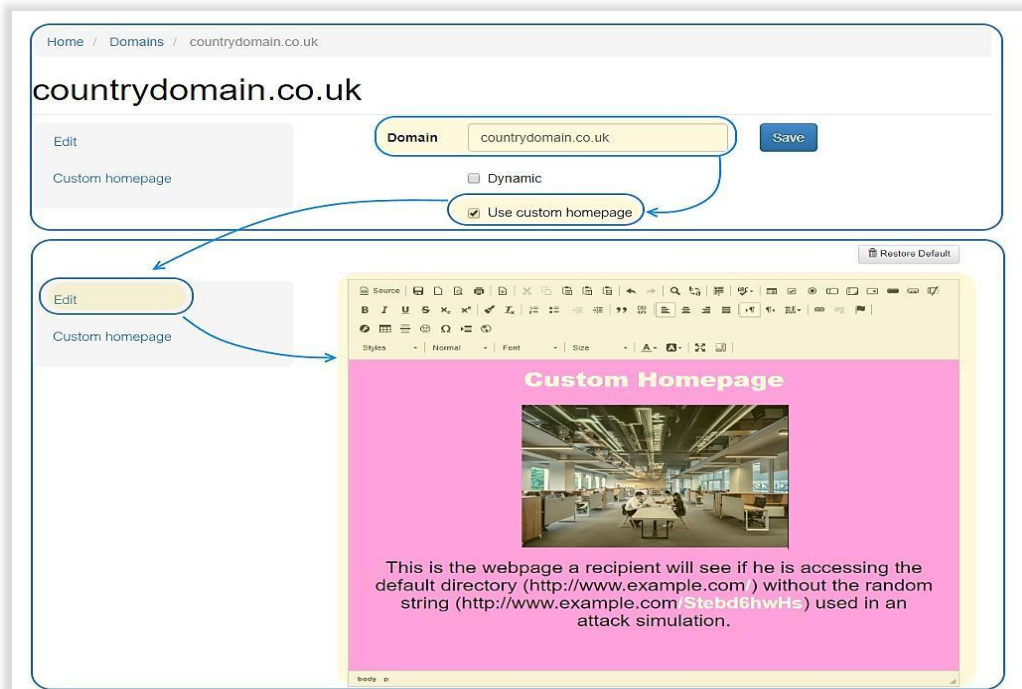 Home / Domains / countrydomain.co.uk
countrydomain.co.uk
Edit
Custom homepage
Domain countrydomain.co.uk Save
Dynamic
Use custom homepage
Restore Default
Edit
Custom homepage
Source
B I U S x₂ x² Tx
Styles Normal Font Size A A
Custom Homepage
This is the webpage a recipient will see if he is accessing the
default directory (http://www.example.com/) without the random
string (http://www.example.com/Stebd6hwHs) used in an
attack simulation.
body p